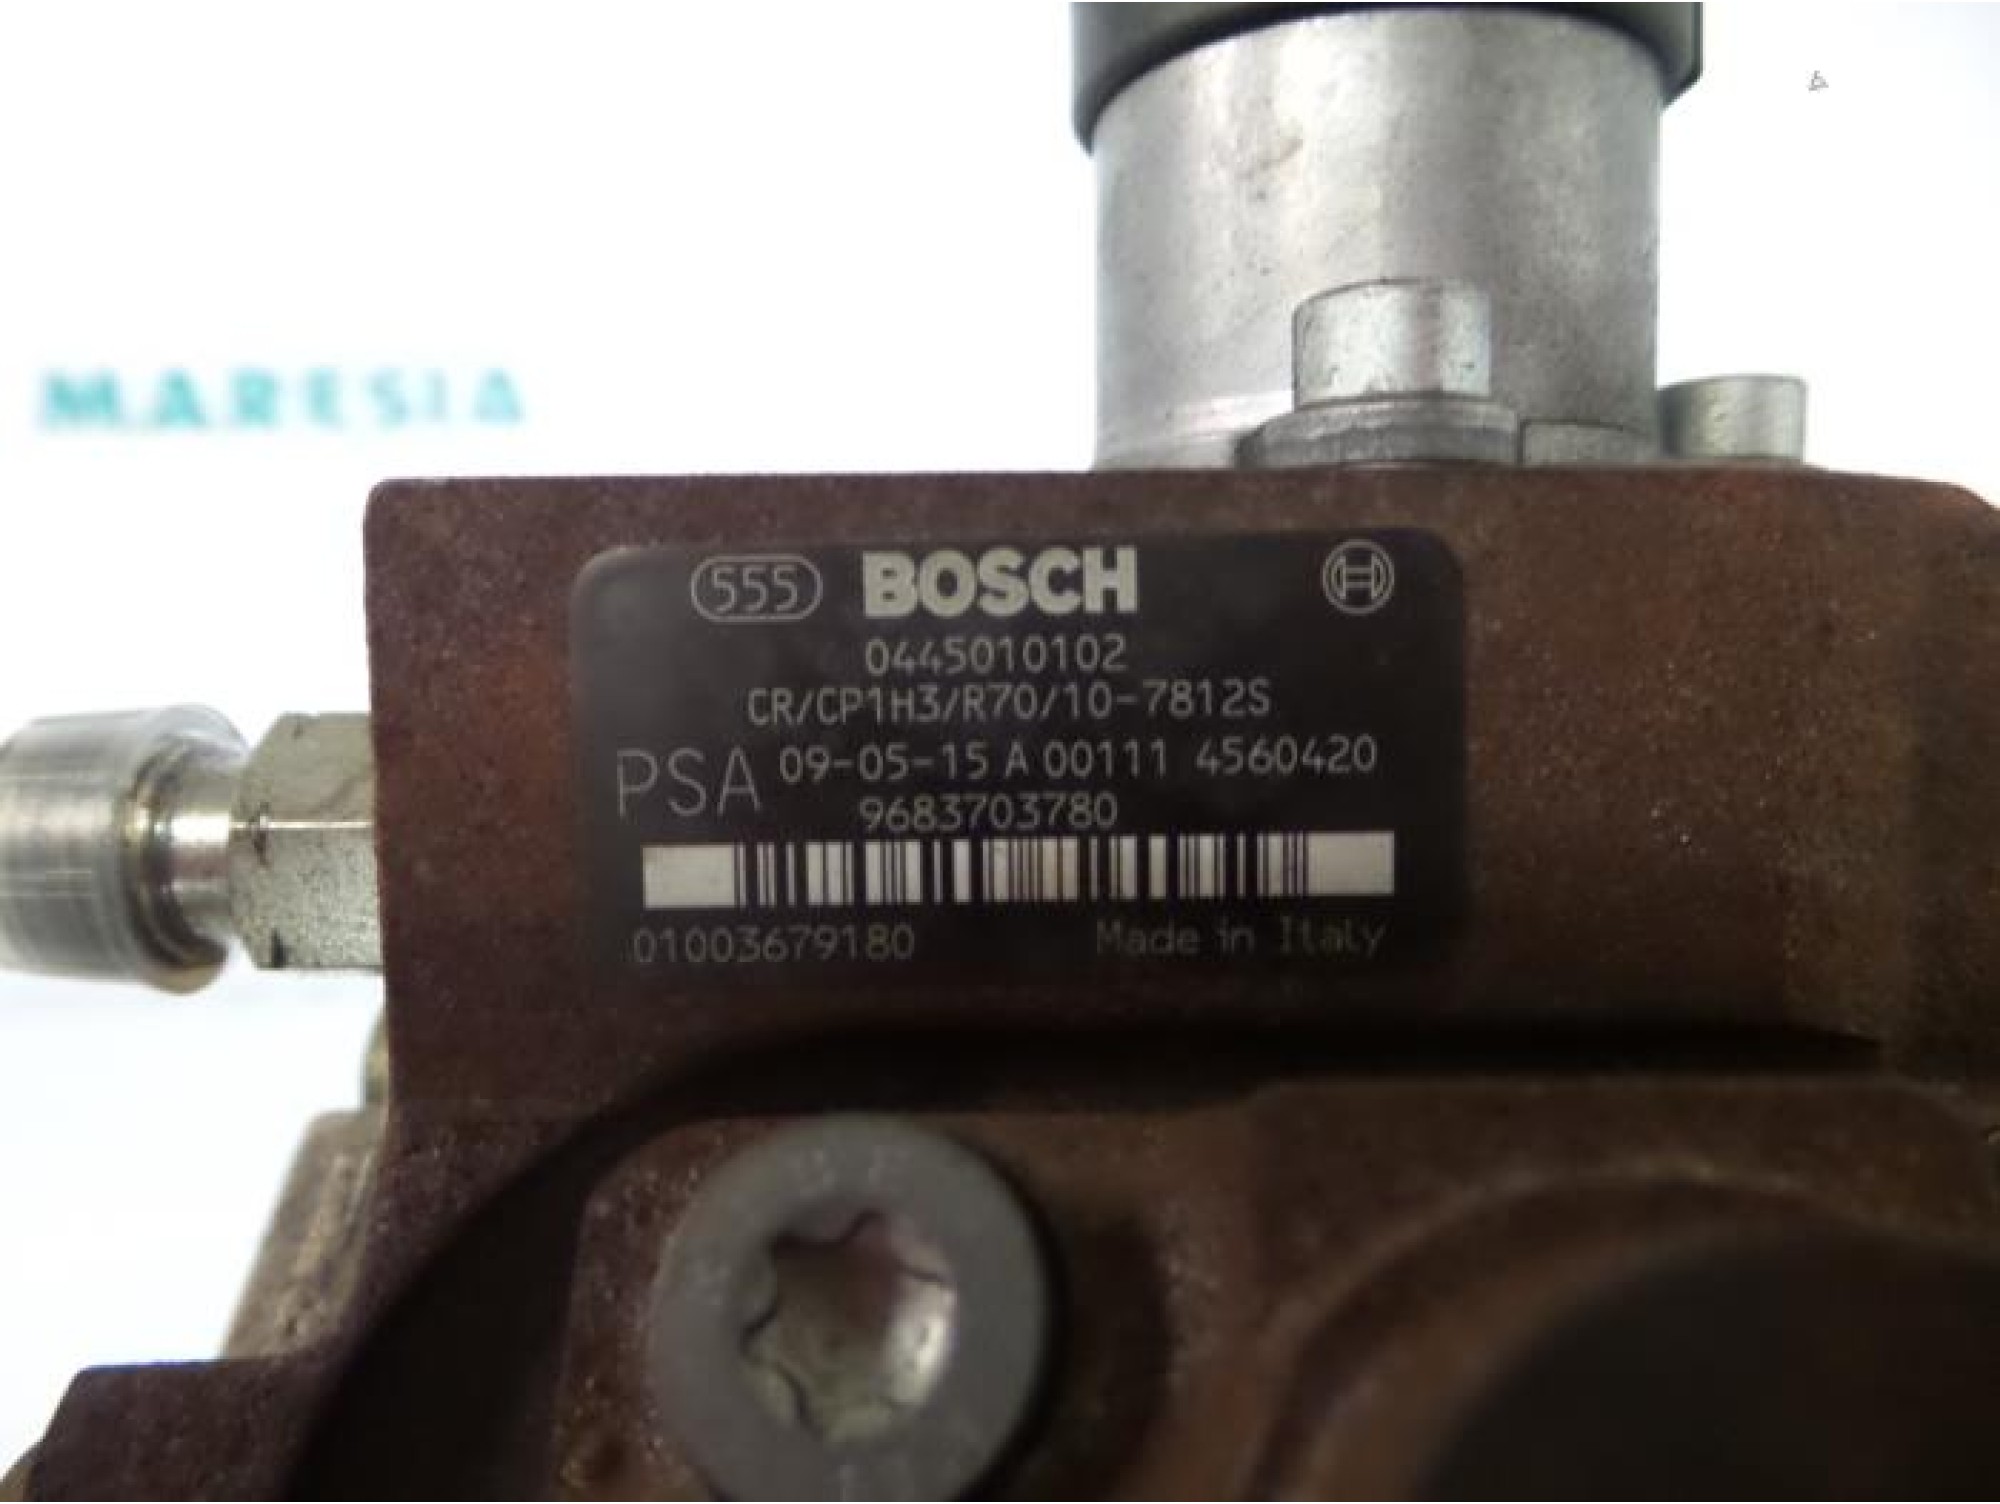 MARESIA
555 BOSCH
0445010102
CR/CP1H3/R70/10-7812S
PSA 09-05-15 A 00111 4560420
9683703780
01003679180 Made in Italy